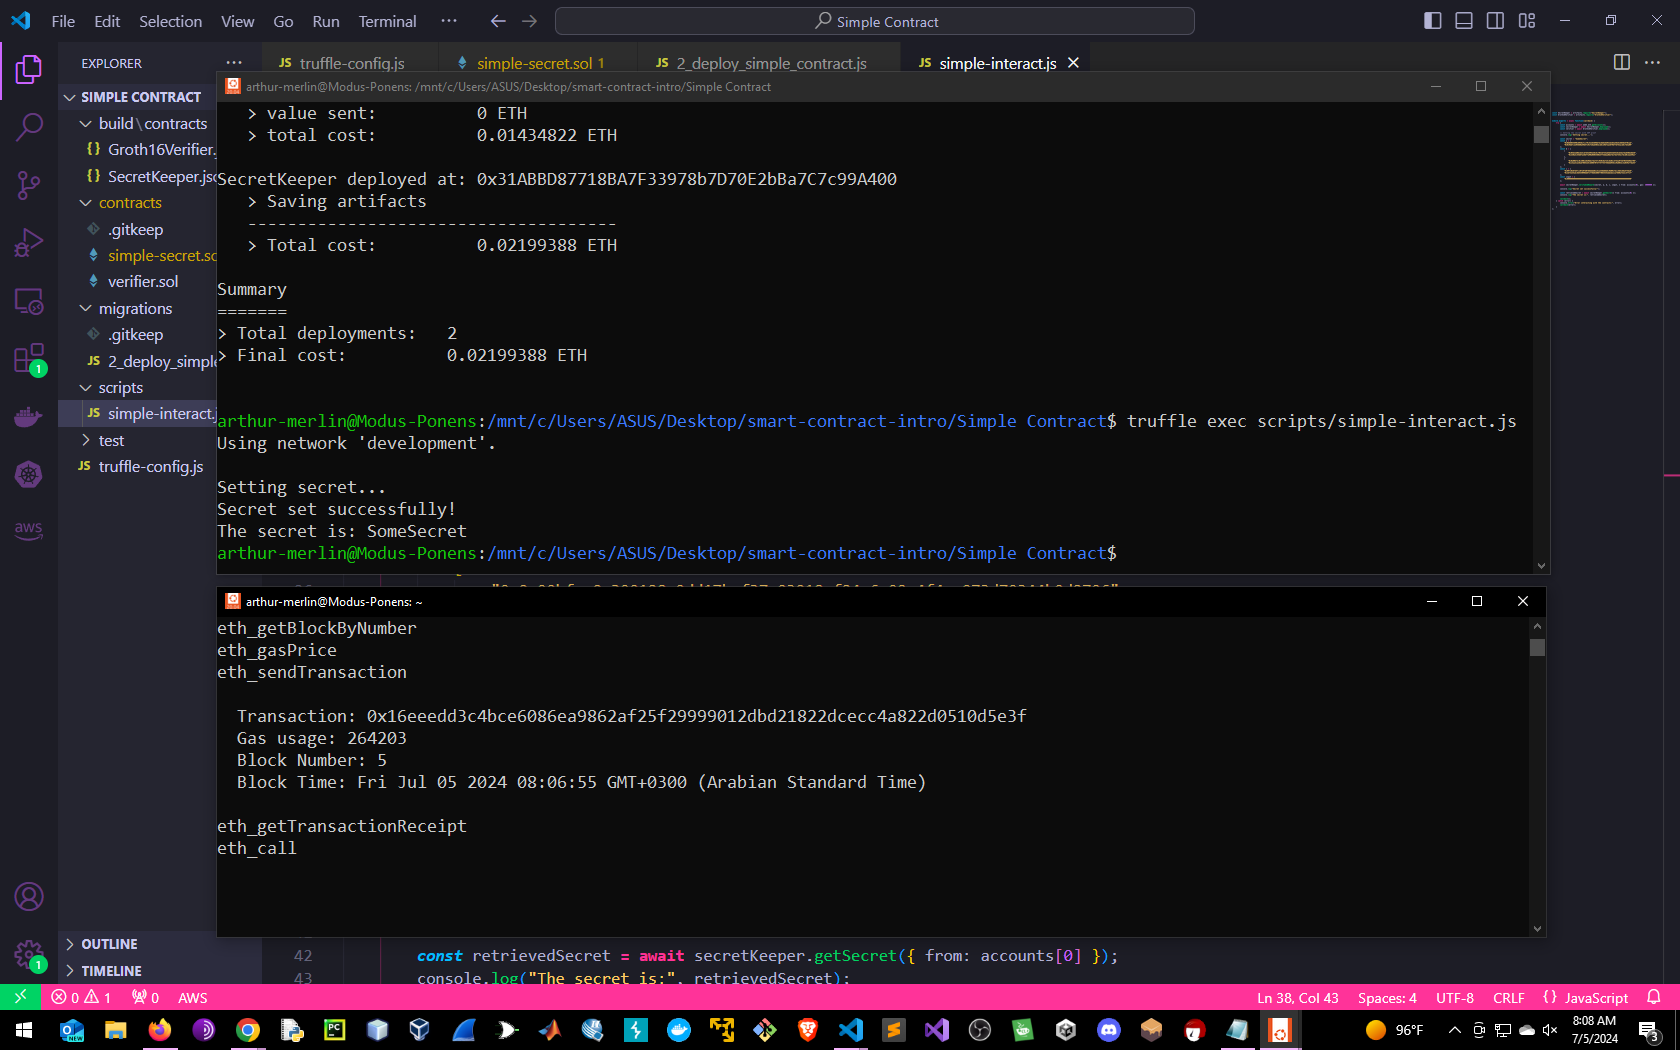 File Edit Selection View Go Run Terminal ··· Simple Contract
EXPLORER ···
JS truffle-config.js simple-secret.sol 1 JS 2_deploy_simple_contract.js JS simple-interact.js
SIMPLE CONTRACT
build\contracts
{} Groth16Verifier.
{} SecretKeeper.jsc
contracts
.gitkeep
simple-secret.sc
verifier.sol
migrations
.gitkeep
JS 2_deploy_simple
scripts
JS simple-interact.j
test
JS truffle-config.js
1
aws
1
OUTLINE
TIMELINE
arthur-merlin@Modus-Ponens: /mnt/c/Users/ASUS/Desktop/smart-contract-intro/Simple Contract
> value sent: 0 ETH
> total cost: 0.01434822 ETH
SecretKeeper deployed at: 0x31ABBD87718BA7F33978b7D70E2bBa7C7c99A400
> Saving artifacts
-------------------------------------
> Total cost: 0.02199388 ETH
Summary
=======
> Total deployments: 2
> Final cost: 0.02199388 ETH
arthur-merlin@Modus-Ponens:/mnt/c/Users/ASUS/Desktop/smart-contract-intro/Simple Contract$ truffle exec scripts/simple-interact.js
Using network 'development'.
Setting secret...
Secret set successfully!
The secret is: SomeSecret
arthur-merlin@Modus-Ponens:/mnt/c/Users/ASUS/Desktop/smart-contract-intro/Simple Contract$
arthur-merlin@Modus-Ponens: ~
eth_getBlockByNumber
eth_gasPrice
eth_sendTransaction
Transaction: 0x16eeedd3c4bce6086ea9862af25f29999012dbd21822dcecc4a822d0510d5e3f
Gas usage: 264203
Block Number: 5
Block Time: Fri Jul 05 2024 08:06:55 GMT+0300 (Arabian Standard Time)
eth_getTransactionReceipt
eth_call
42 const retrievedSecret = await secretKeeper.getSecret({ from: accounts[0] });
43 console.log("The secret is:", retrievedSecret);
0 1 0 AWS Ln 38, Col 43 Spaces: 4 UTF-8 CRLF {} JavaScript
96°F 8:08 AM
7/5/2024
3